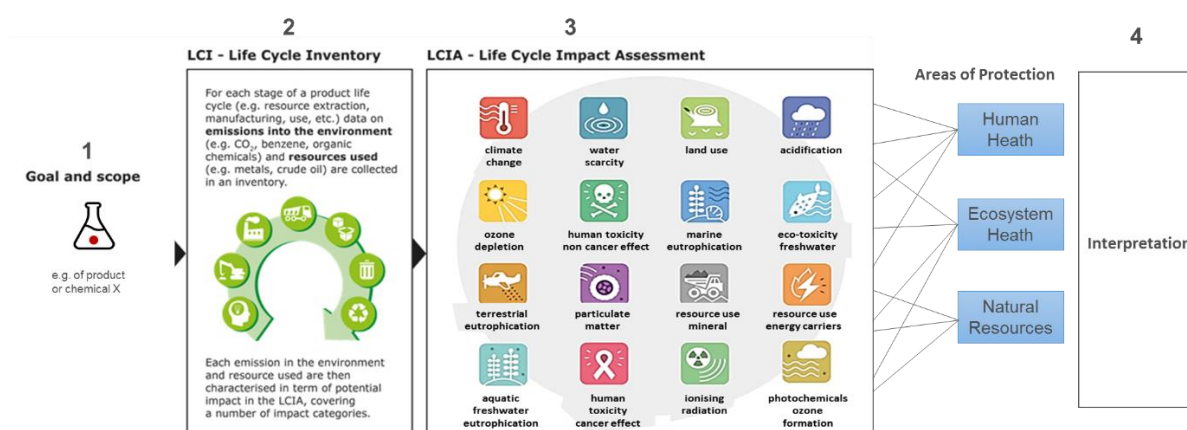 1
Goal and scope
e.g. of product
or chemical X
2
LCI - Life Cycle Inventory
For each stage of a product life
cycle (e.g. resource extraction,
manufacturing, use, etc.) data on
emissions into the environment
(e.g. CO2, benzene, organic
chemicals) and resources used
(e.g. metals, crude oil) are collected
in an inventory.
Each emission in the environment
and resource used are then
characterised in term of potential
impact in the LCIA, covering
a number of impact categories.
3
LCIA - Life Cycle Impact Assessment
climate
change
water
scarcity
land use
acidification
ozone
depletion
human toxicity
non cancer effect
marine
eutrophication
eco-toxicity
freshwater
terrestrial
eutrophication
particulate
matter
resource use
mineral
resource use
energy carriers
aquatic
freshwater
eutrophication
human
toxicity
cancer effect
ionising
radiation
photochemicals
ozone
formation
Areas of Protection
Human
Heath
Ecosystem
Heath
Natural
Resources
4
Interpretation